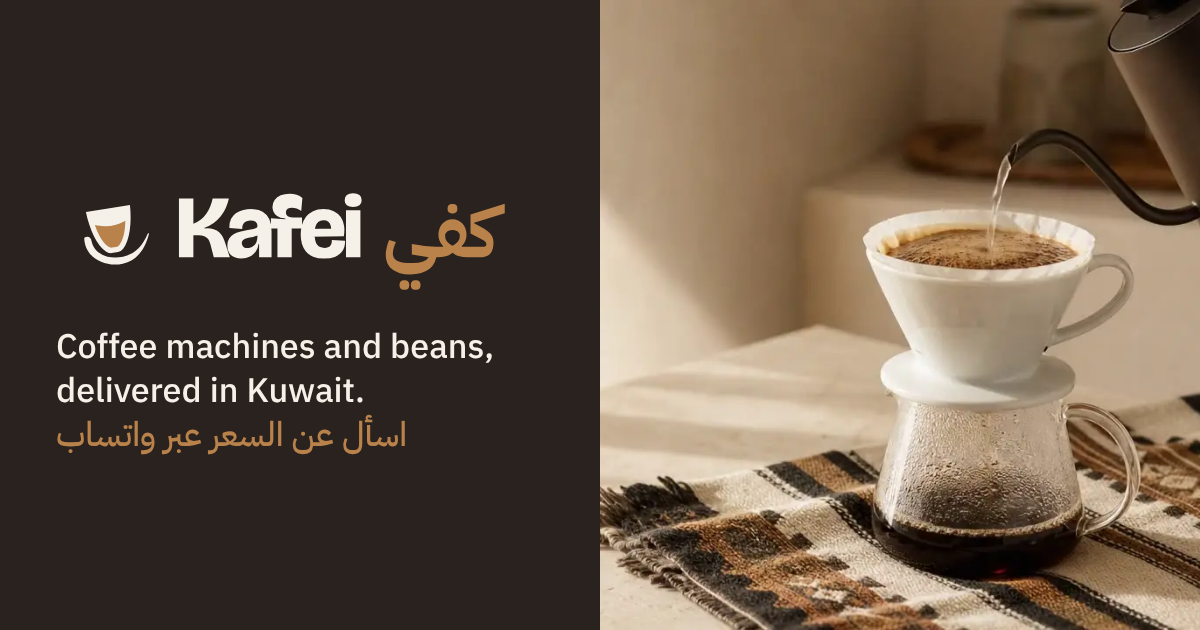 Kafei كفي
Coffee machines and beans,
delivered in Kuwait.
اسأل عن السعر عبر واتساب